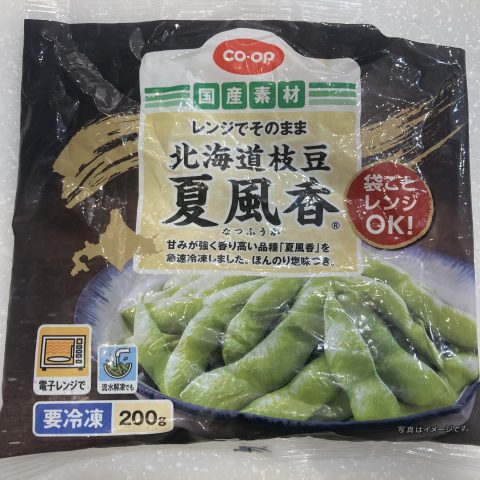 CO-OP
国産素材
レンジでそのまま
北海道枝豆
夏風香®
なつふうか
甘みが強く香り高い品種「夏風香」を
急速冷凍しました。ほんのり塩味つき。
袋ごと
レンジ
OK!
電子レンジで
流水解凍でも
要冷凍 200g
写真はイメージです。